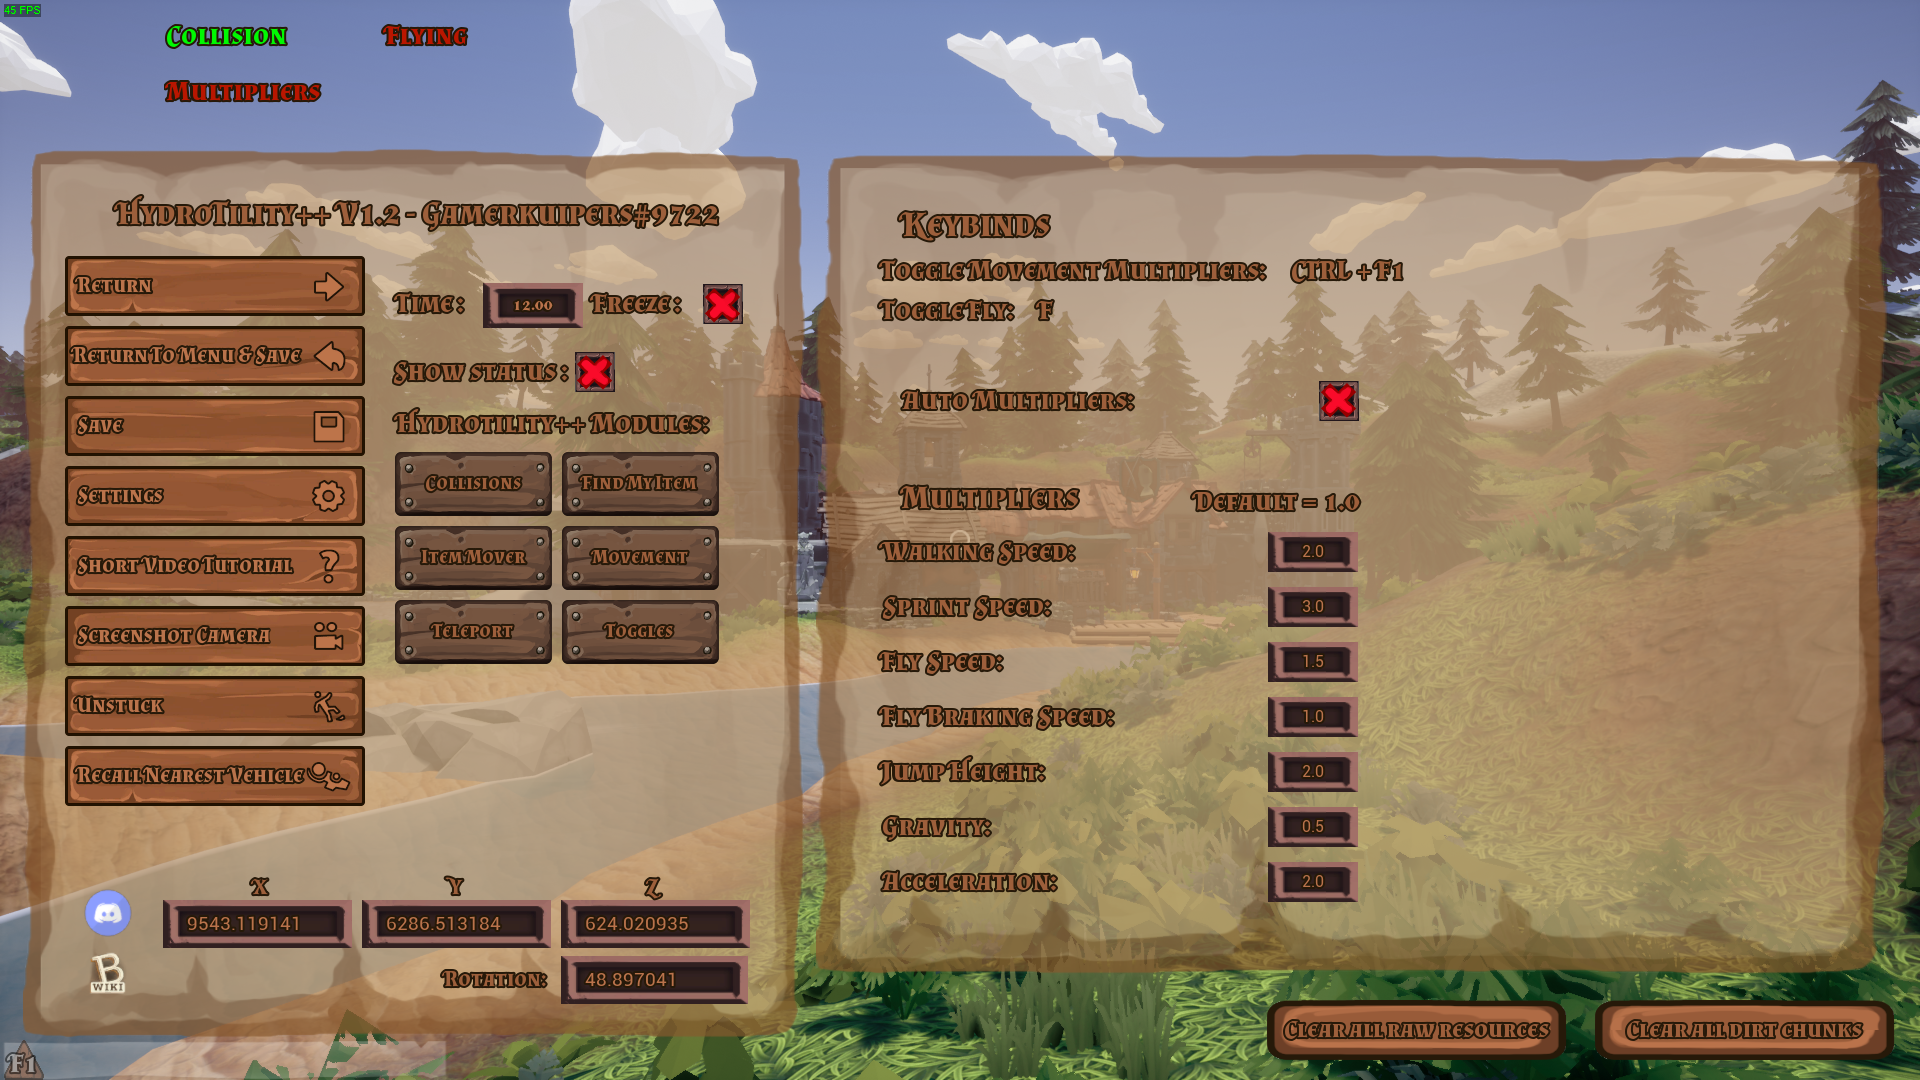 45 FPS
Collision Flying
Multipliers
HydroTility++ V1.2 - Gamerkuipers#9722
Return
Return To Menu & Save
Save
Settings
Short Video Tutorial
Screenshot Camera
Unstuck
Recall Nearest Vehicle
Time: 12.00 Freeze:
Show status:
Hydrotility++ Modules:
Collisions Find My Item
Item Mover Movement
Teleport Toggles
X Y Z
9543.119141 6286.513184 624.020935
Rotation: 48.897041
WIKI
F1
Keybinds
Toggle Movement Multipliers: CTRL + F1
Toggle Fly: F
Auto Multipliers:
Multipliers Default = 1.0
Walking Speed: 2.0
Sprint Speed: 3.0
Fly Speed: 1.5
Fly Braking Speed: 1.0
Jump Height: 2.0
Gravity: 0.5
Acceleration: 2.0
Clear all raw resources
Clear all dirt chunks